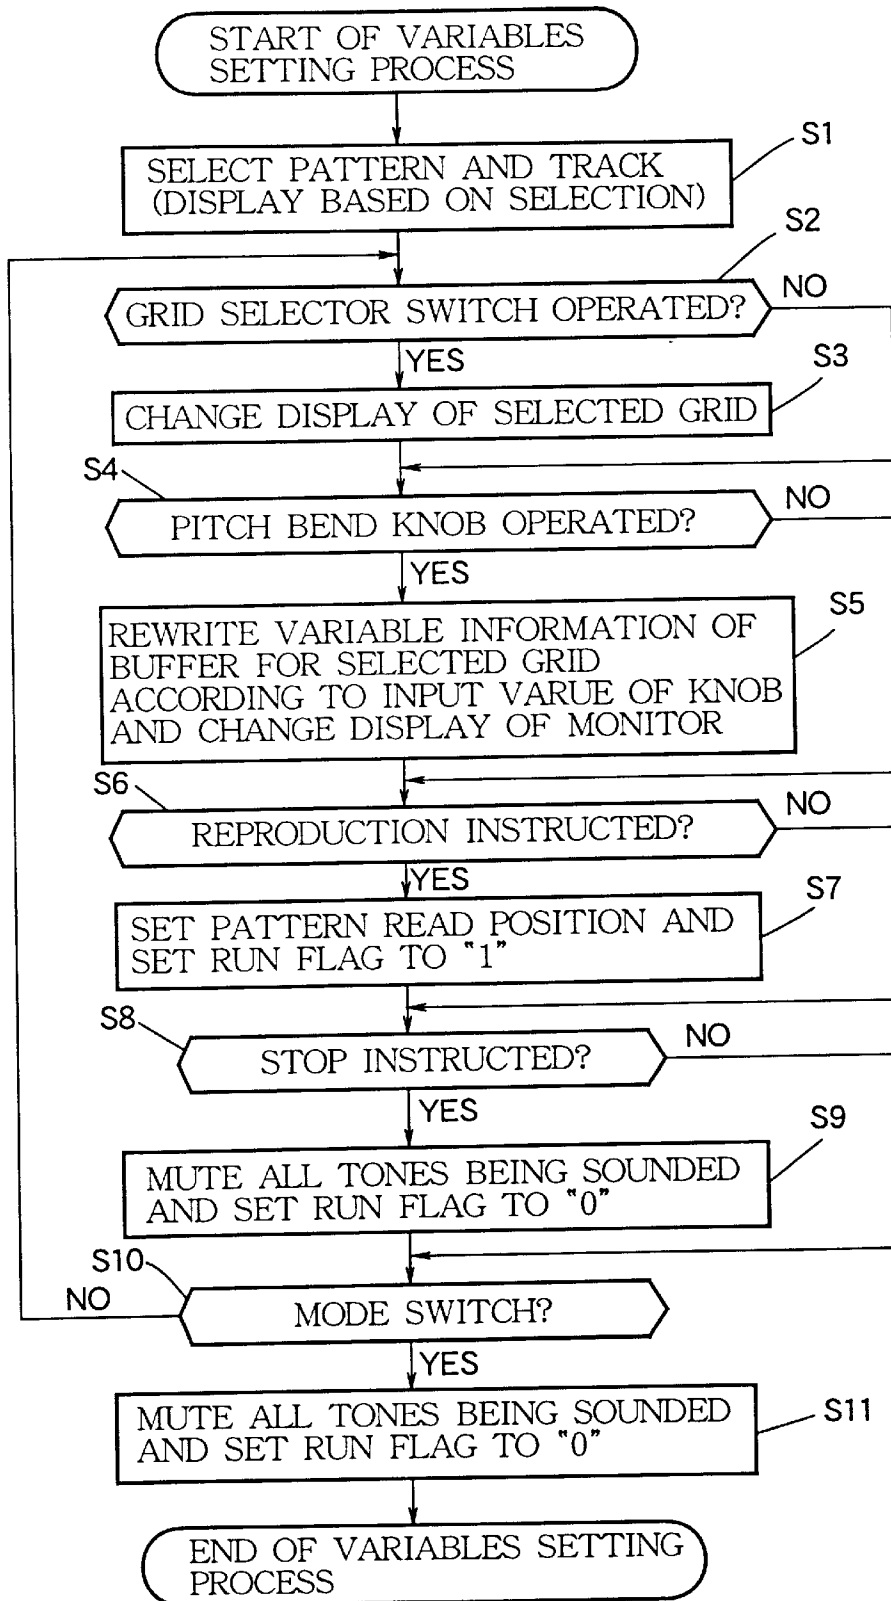 START OF VARIABLES
SETTING PROCESS
S1
SELECT PATTERN AND TRACK
(DISPLAY BASED ON SELECTION)
S2
GRID SELECTOR SWITCH OPERATED?
NO
YES
S3
CHANGE DISPLAY OF SELECTED GRID
S4
PITCH BEND KNOB OPERATED?
NO
YES
S5
REWRITE VARIABLE INFORMATION OF
BUFFER FOR SELECTED GRID
ACCORDING TO INPUT VARUE OF KNOB
AND CHANGE DISPLAY OF MONITOR
S6
REPRODUCTION INSTRUCTED?
NO
YES
S7
SET PATTERN READ POSITION AND
SET RUN FLAG TO "1"
S8
STOP INSTRUCTED?
NO
YES
S9
MUTE ALL TONES BEING SOUNDED
AND SET RUN FLAG TO "0"
S10
NO
MODE SWITCH?
YES
MUTE ALL TONES BEING SOUNDED
AND SET RUN FLAG TO "0"
S11
END OF VARIABLES SETTING
PROCESS